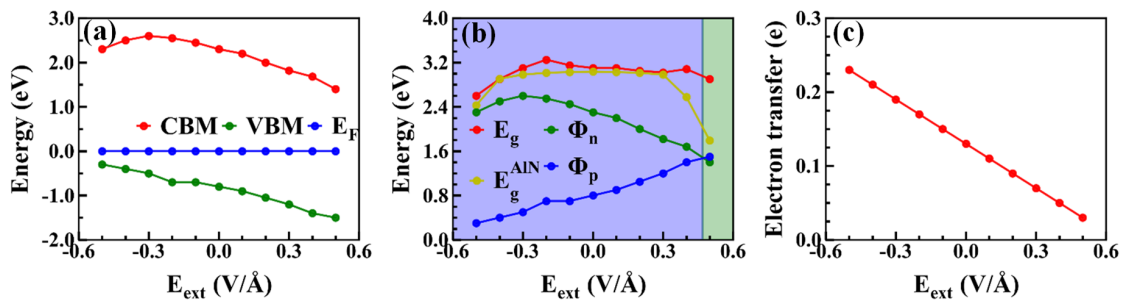 (a)
Energy (eV)
3.0
2.0
1.0
0.0
-1.0
-2.0
CBM VBM E_F
-0.6 -0.3 0.0 0.3 0.6
E_ext (V/Å)
(b)
Energy (eV)
4.0
3.2
2.4
1.6
0.8
0.0
E_g Φ_n
E_g^AlN Φ_p
-0.6 -0.3 0.0 0.3 0.6
E_ext (V/Å)
(c)
Electron transfer (e)
0.3
0.2
0.1
0.0
-0.6 -0.3 0.0 0.3 0.6
E_ext (V/Å)